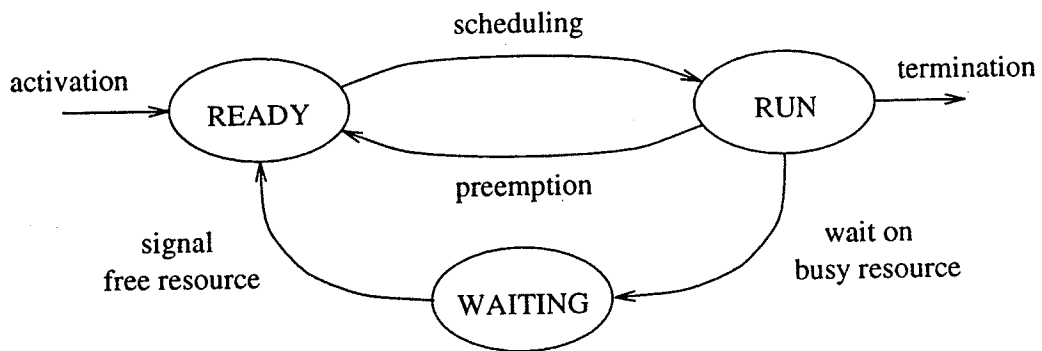 scheduling
activation
termination
READY
RUN
preemption
signal
free resource
wait on
busy resource
WAITING